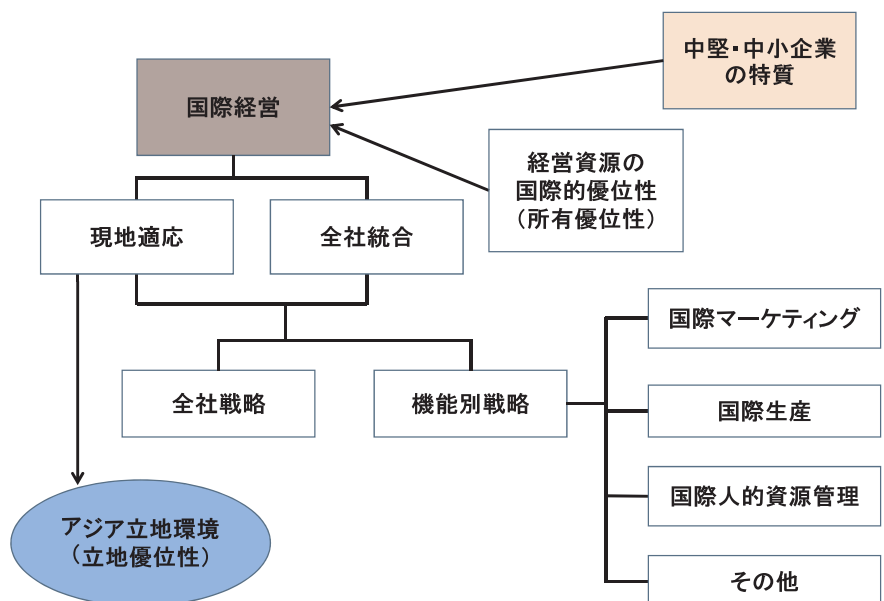 中堅・中小企業
の特質
国際経営
経営資源の
国際的優位性
（所有優位性）
現地適応
全社統合
国際マーケティング
全社戦略
機能別戦略
国際生産
国際人的資源管理
アジア立地環境
（立地優位性）
その他